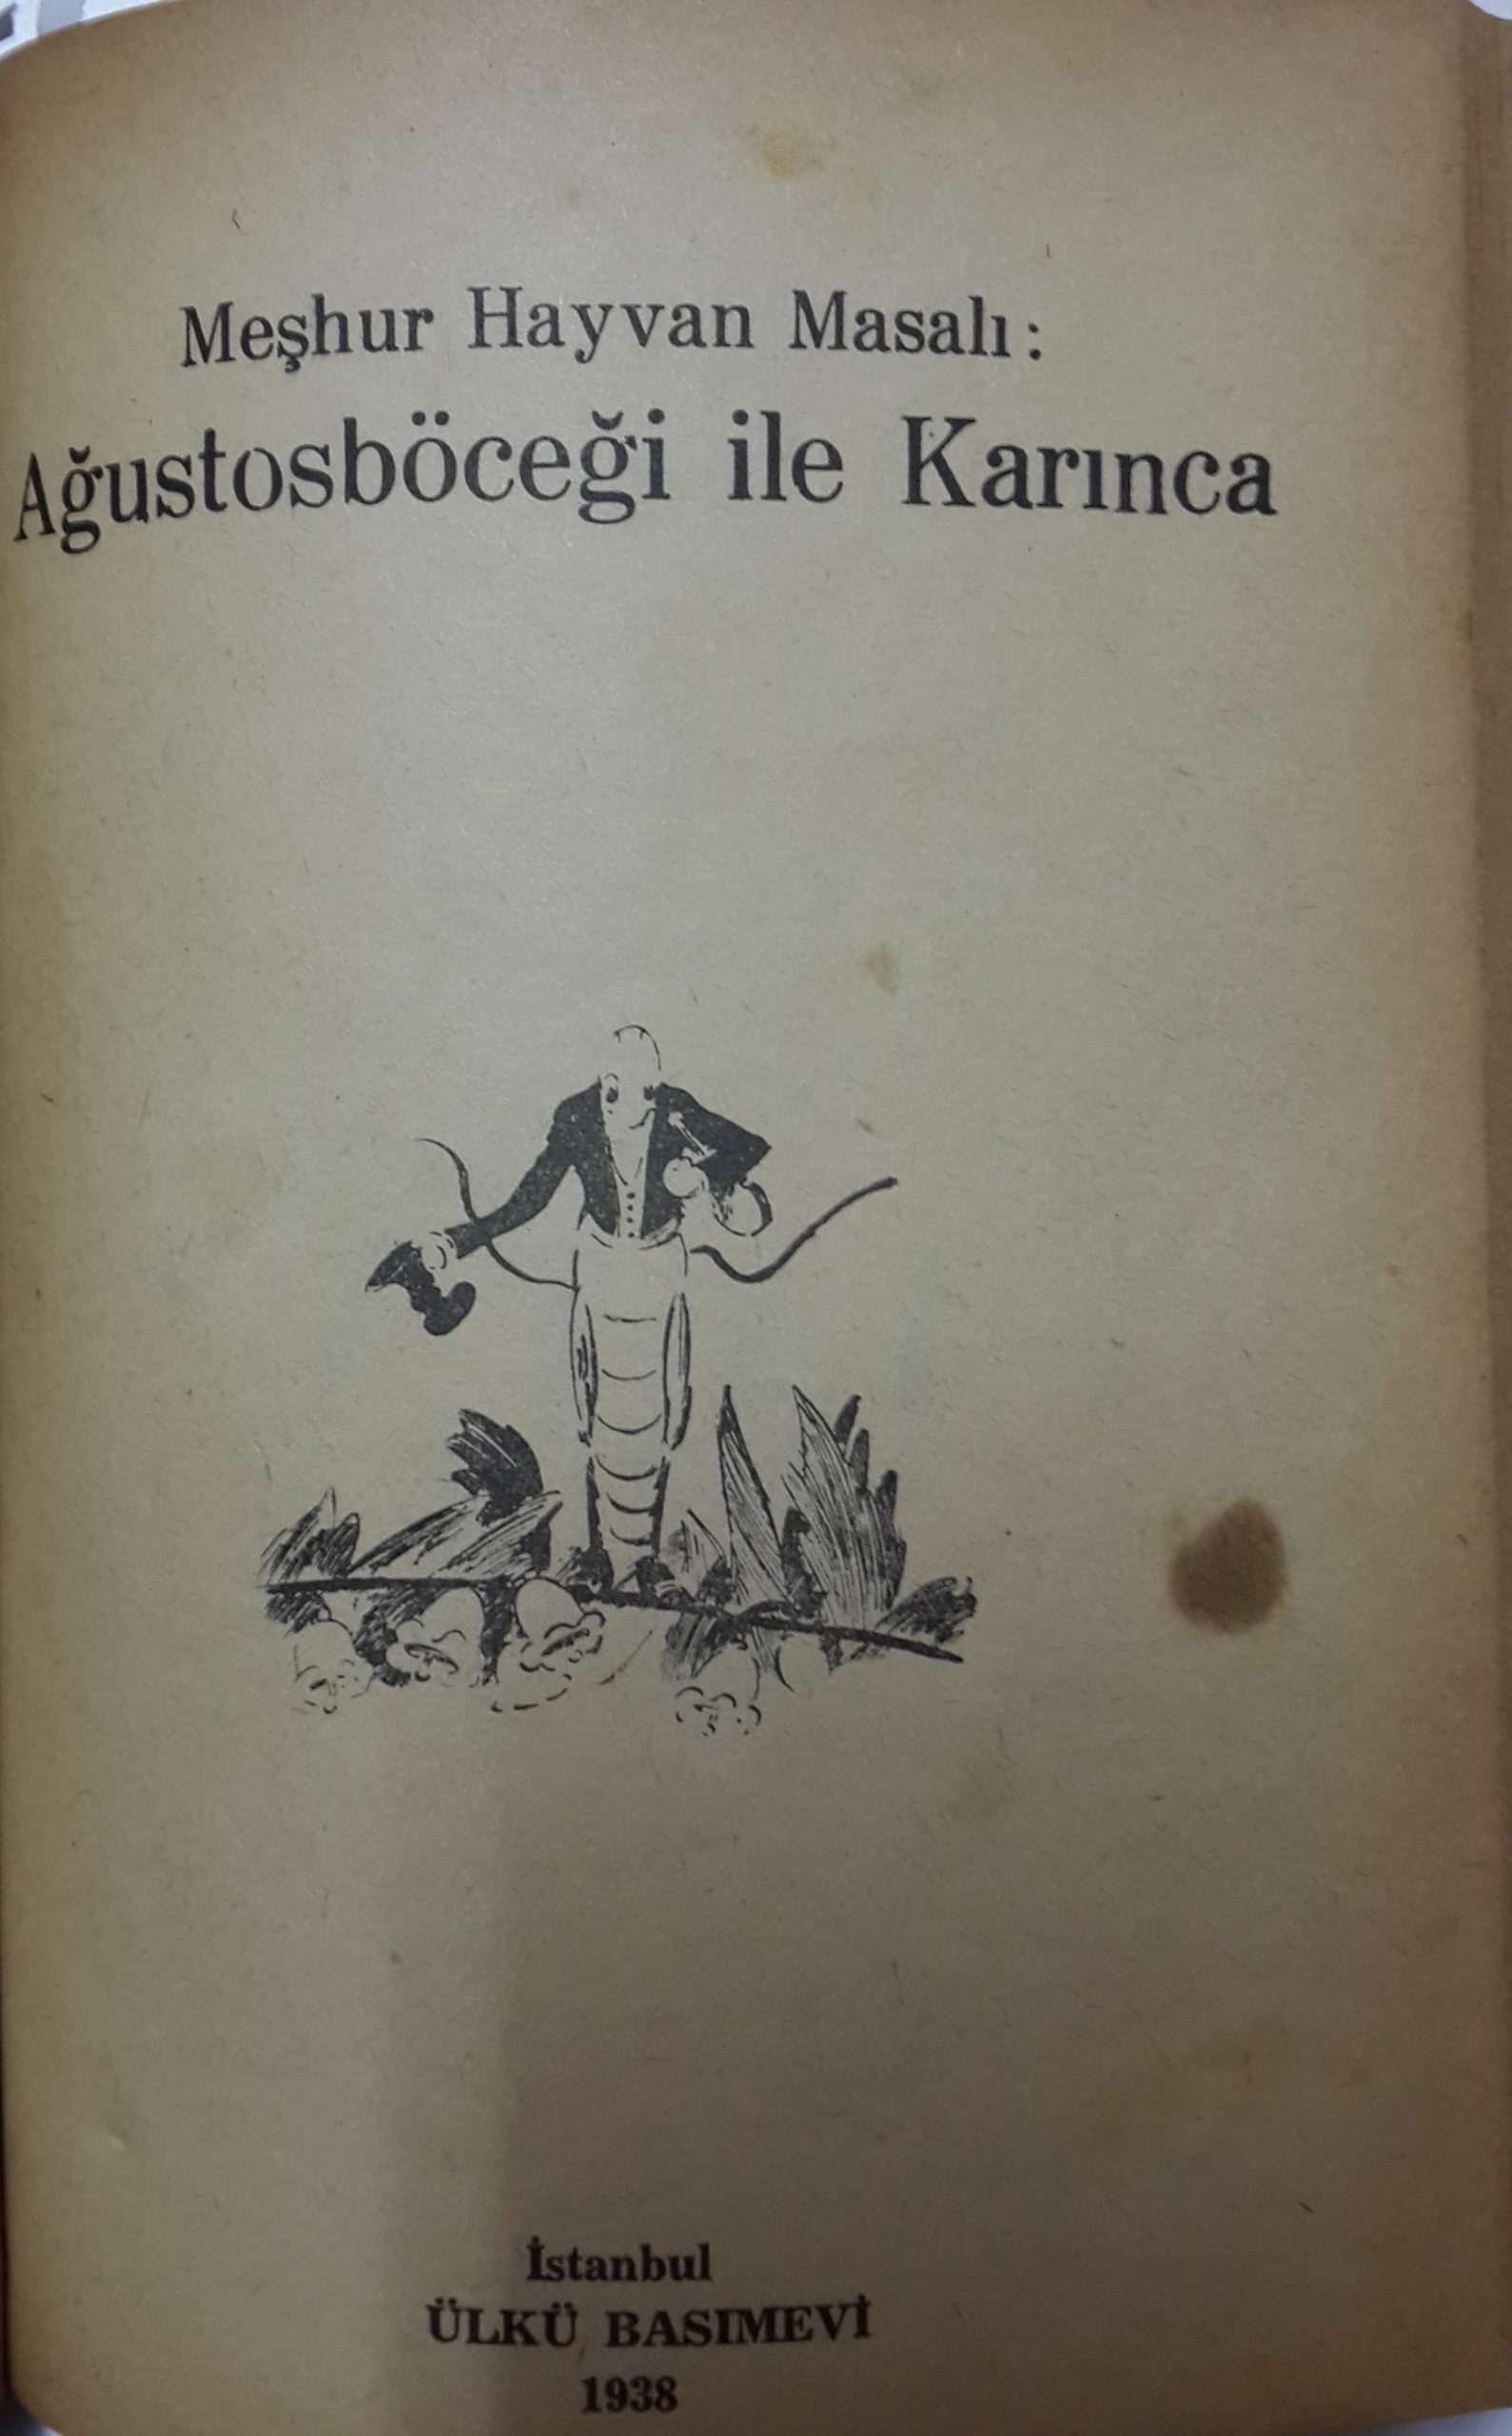 Meşhur Hayvan Masalı:
Ağustosböceği ile Karınca
İstanbul
ÜLKÜ BASIMEVİ
1938